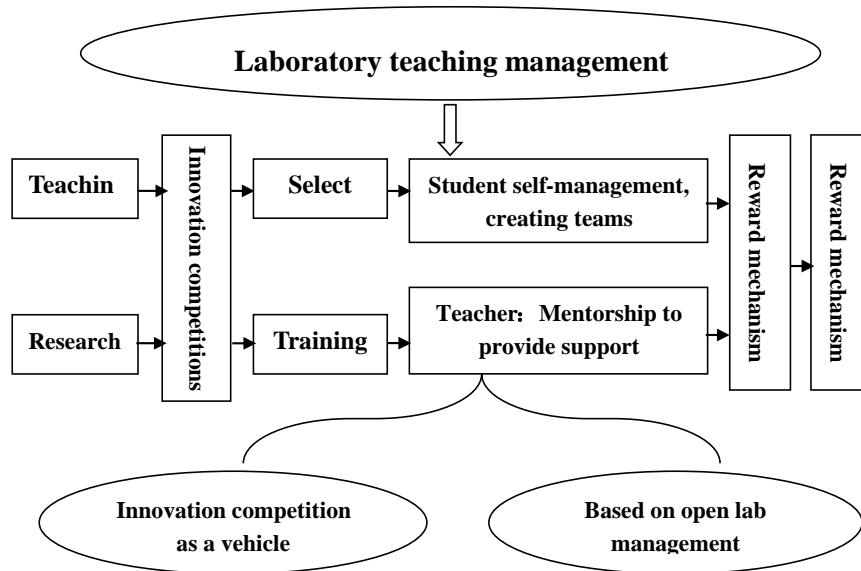 Laboratory teaching management
Teachin
Innovation competitions
Select
Student self-management,
creating teams
Reward mechanism
Reward mechanism
Research
Training
Teacher：Mentorship to
provide support
Innovation competition
as a vehicle
Based on open lab
management